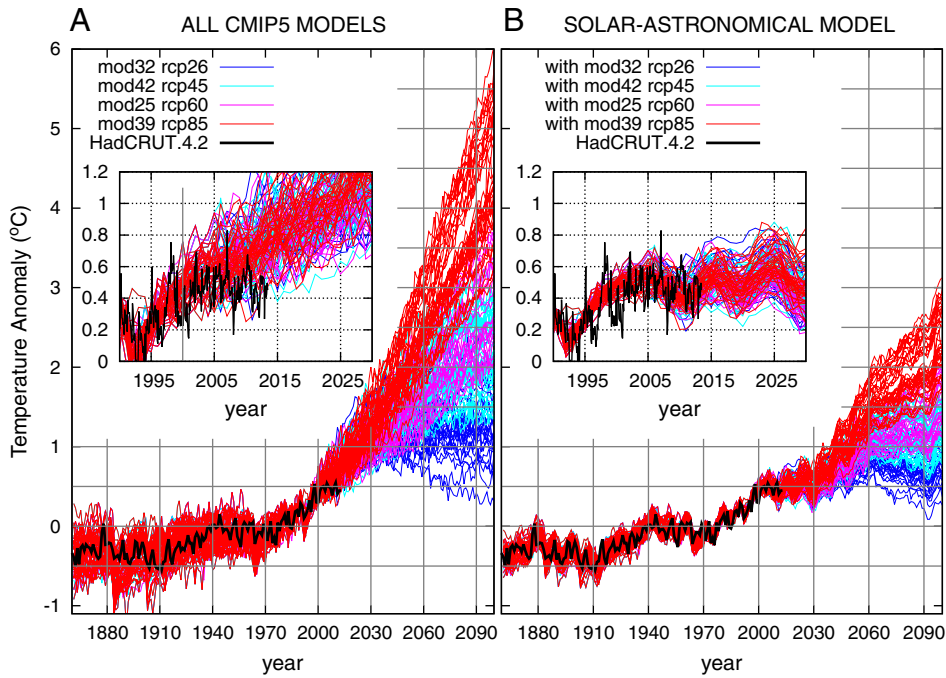 A ALL CMIP5 MODELS
mod32 rcp26
mod42 rcp45
mod25 rcp60
mod39 rcp85
HadCRUT.4.2
Temperature Anomaly (ºC)
6
5
4
3
2
1
0
-1
1.2
1
0.8
0.6
0.4
0.2
0
1995 2005 2015 2025
year
1880 1910 1940 1970 2000 2030 2060 2090
year
B SOLAR-ASTRONOMICAL MODEL
with mod32 rcp26
with mod42 rcp45
with mod25 rcp60
with mod39 rcp85
HadCRUT.4.2
1.2
1
0.8
0.6
0.4
0.2
0
1995 2005 2015 2025
year
1880 1910 1940 1970 2000 2030 2060 2090
year